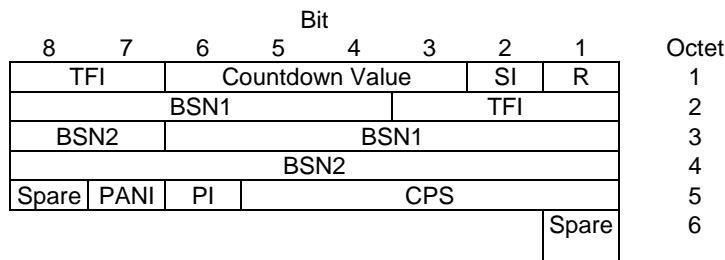 Bit
8 7 6 5 4 3 2 1 Octet
TFI Countdown Value SI R 1
BSN1 TFI 2
BSN2 BSN1 3
BSN2 4
Spare PANI PI CPS 5
Spare 6